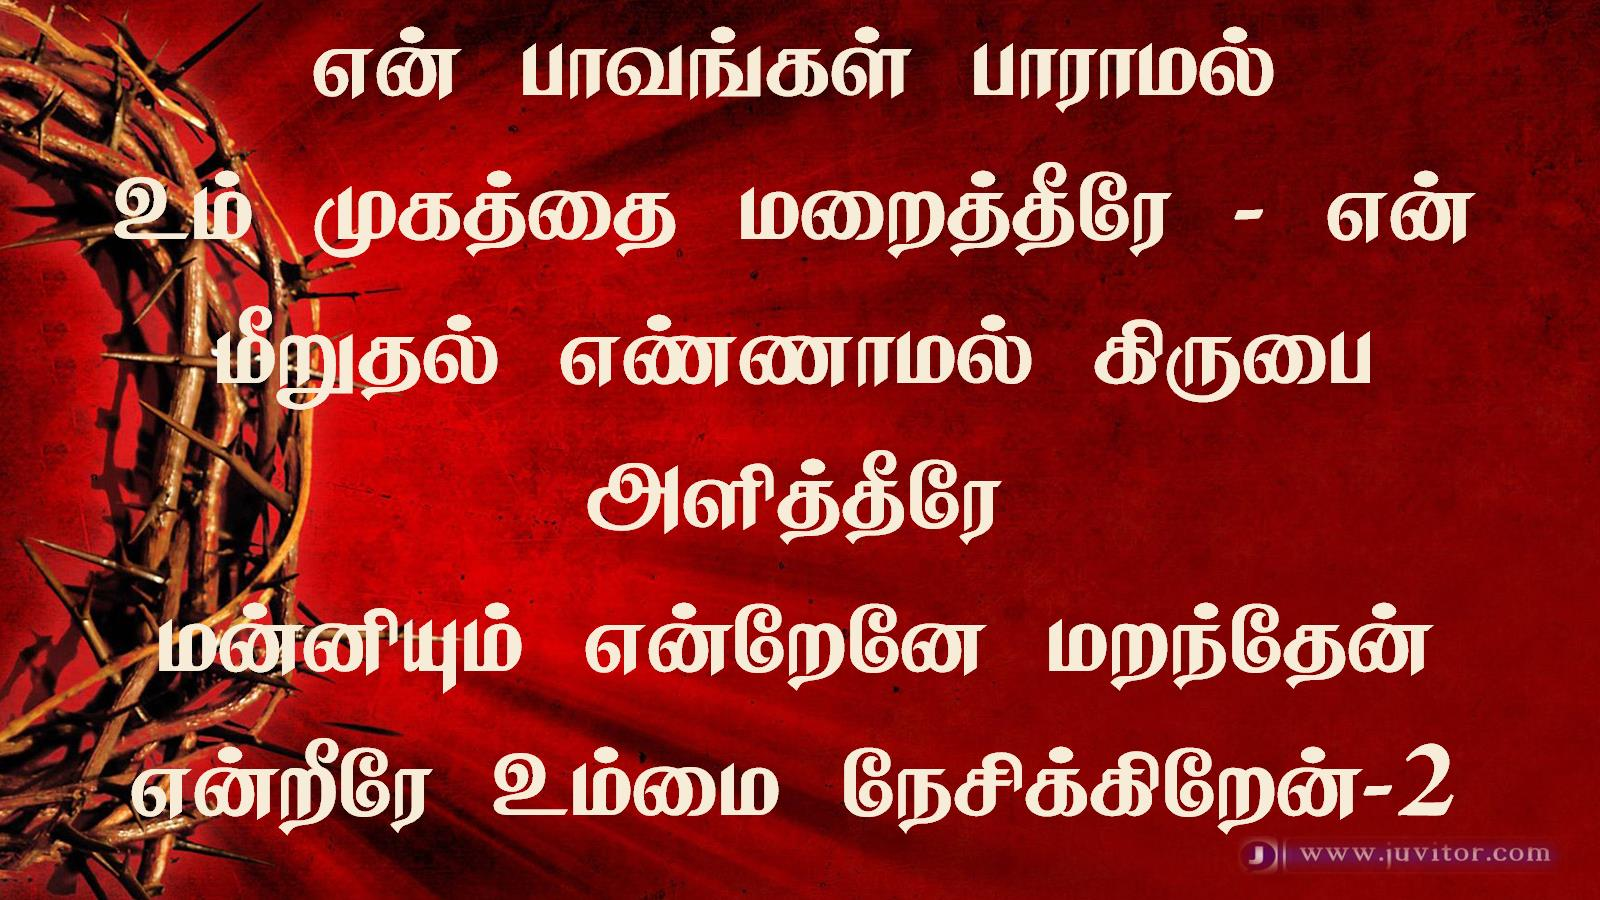 என் பாவங்கள் பாராமல்
உம் முகத்தை மறைத்தீரே - என்
மீறுதல் எண்ணாமல் கிருபை
அளித்தீரே
மன்னியும் என்றேனே மறந்தேன்
என்றீரே உம்மை நேசிக்கிறேன்-2
J www.juvitor.com